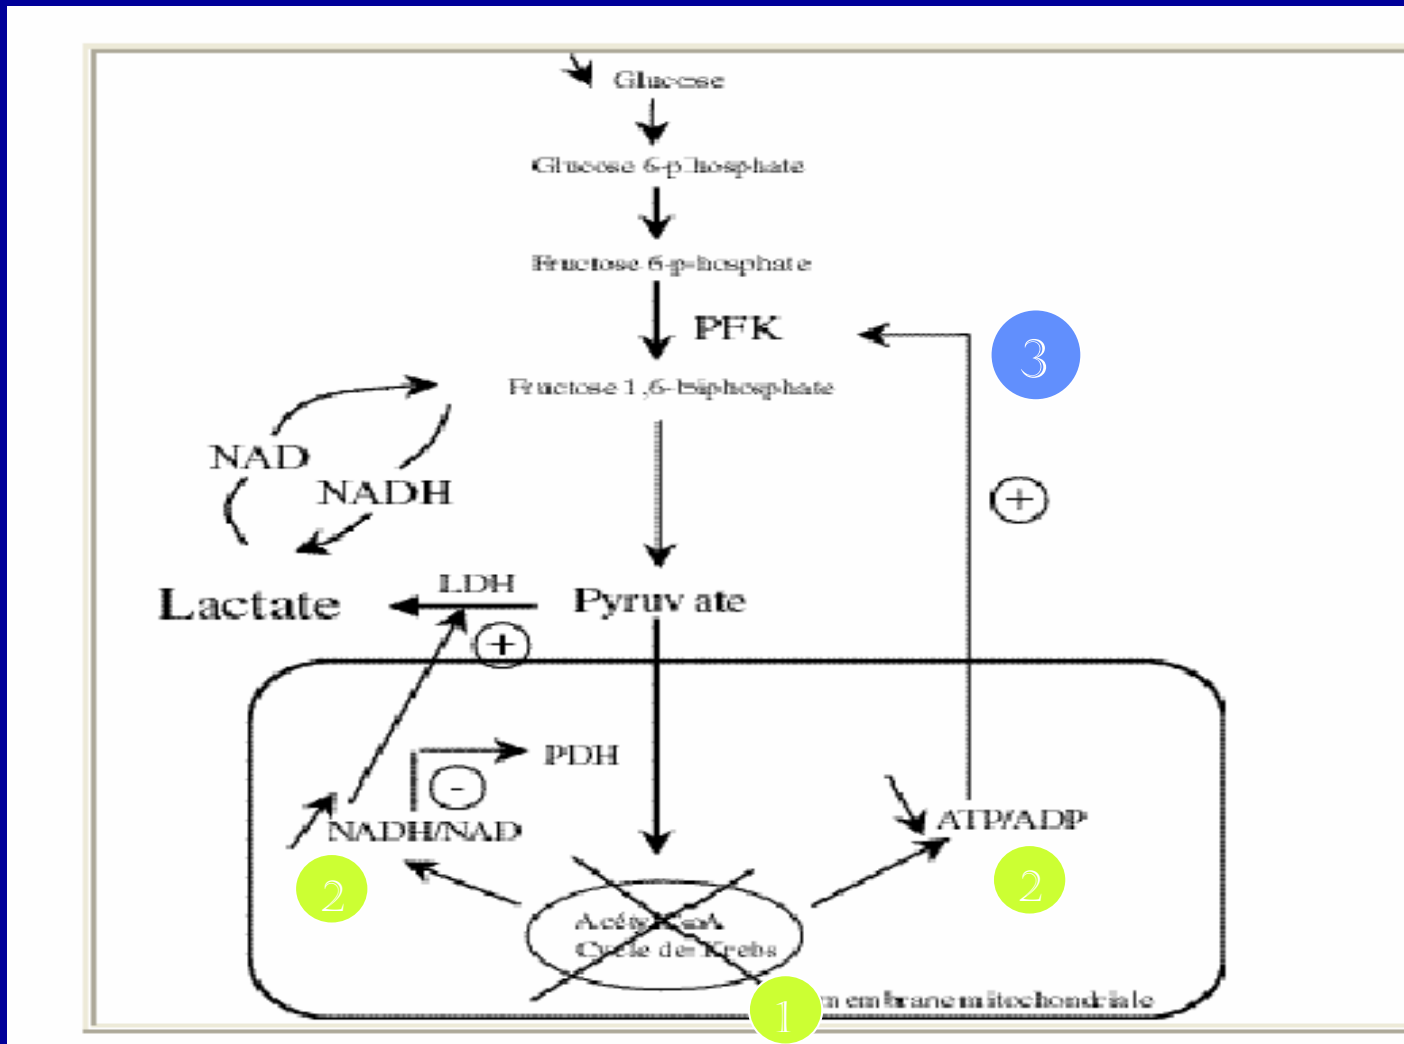 Glucose
Glucose 6-phosphate
Fructose 6-phosphate
PFK
3
Fructose 1,6-biphosphate
NAD
NADH
+
LDH
Lactate
Pyruvate
+
PDH
-
NADH/NAD
ATP/ADP
2
2
Acétyl CoA
Cycle de Krebs
1
membrane mitochondriale